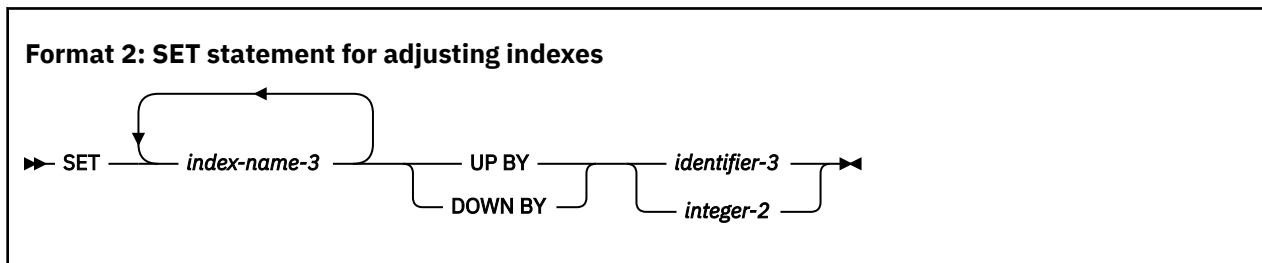 Format 2: SET statement for adjusting indexes
SET index-name-3 UP BY identifier-3
DOWN BY integer-2